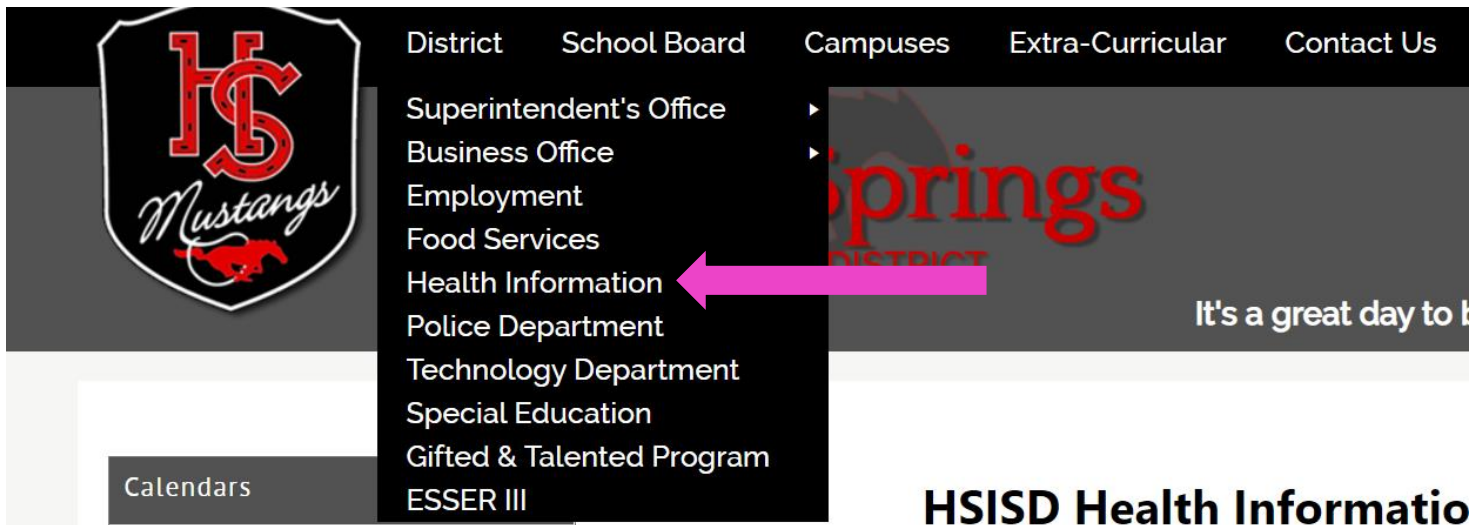 HS
Mustangs
District School Board Campuses Extra-Curricular Contact Us
Superintendent's Office
Business Office
Employment
Food Services
Health Information
Police Department
Technology Department
Special Education
Gifted & Talented Program
ESSER III
Springs
DISTRICT
It's a great day to
Calendars
HSISD Health Informatio